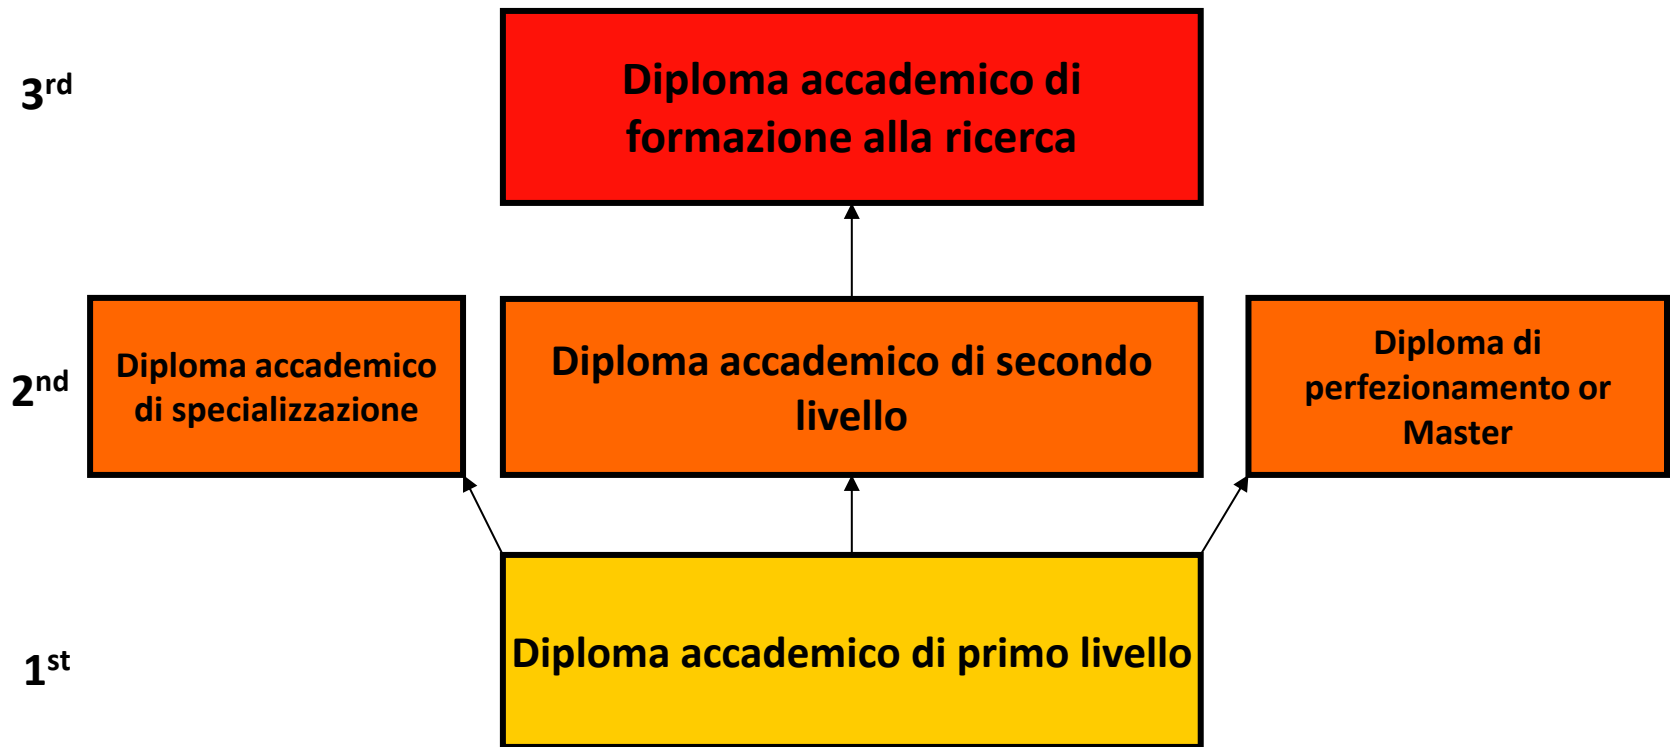 3rd
Diploma accademico di
formazione alla ricerca
2nd
Diploma accademico
di specializzazione
Diploma accademico di secondo
livello
Diploma di
perfezionamento or
Master
1st
Diploma accademico di primo livello